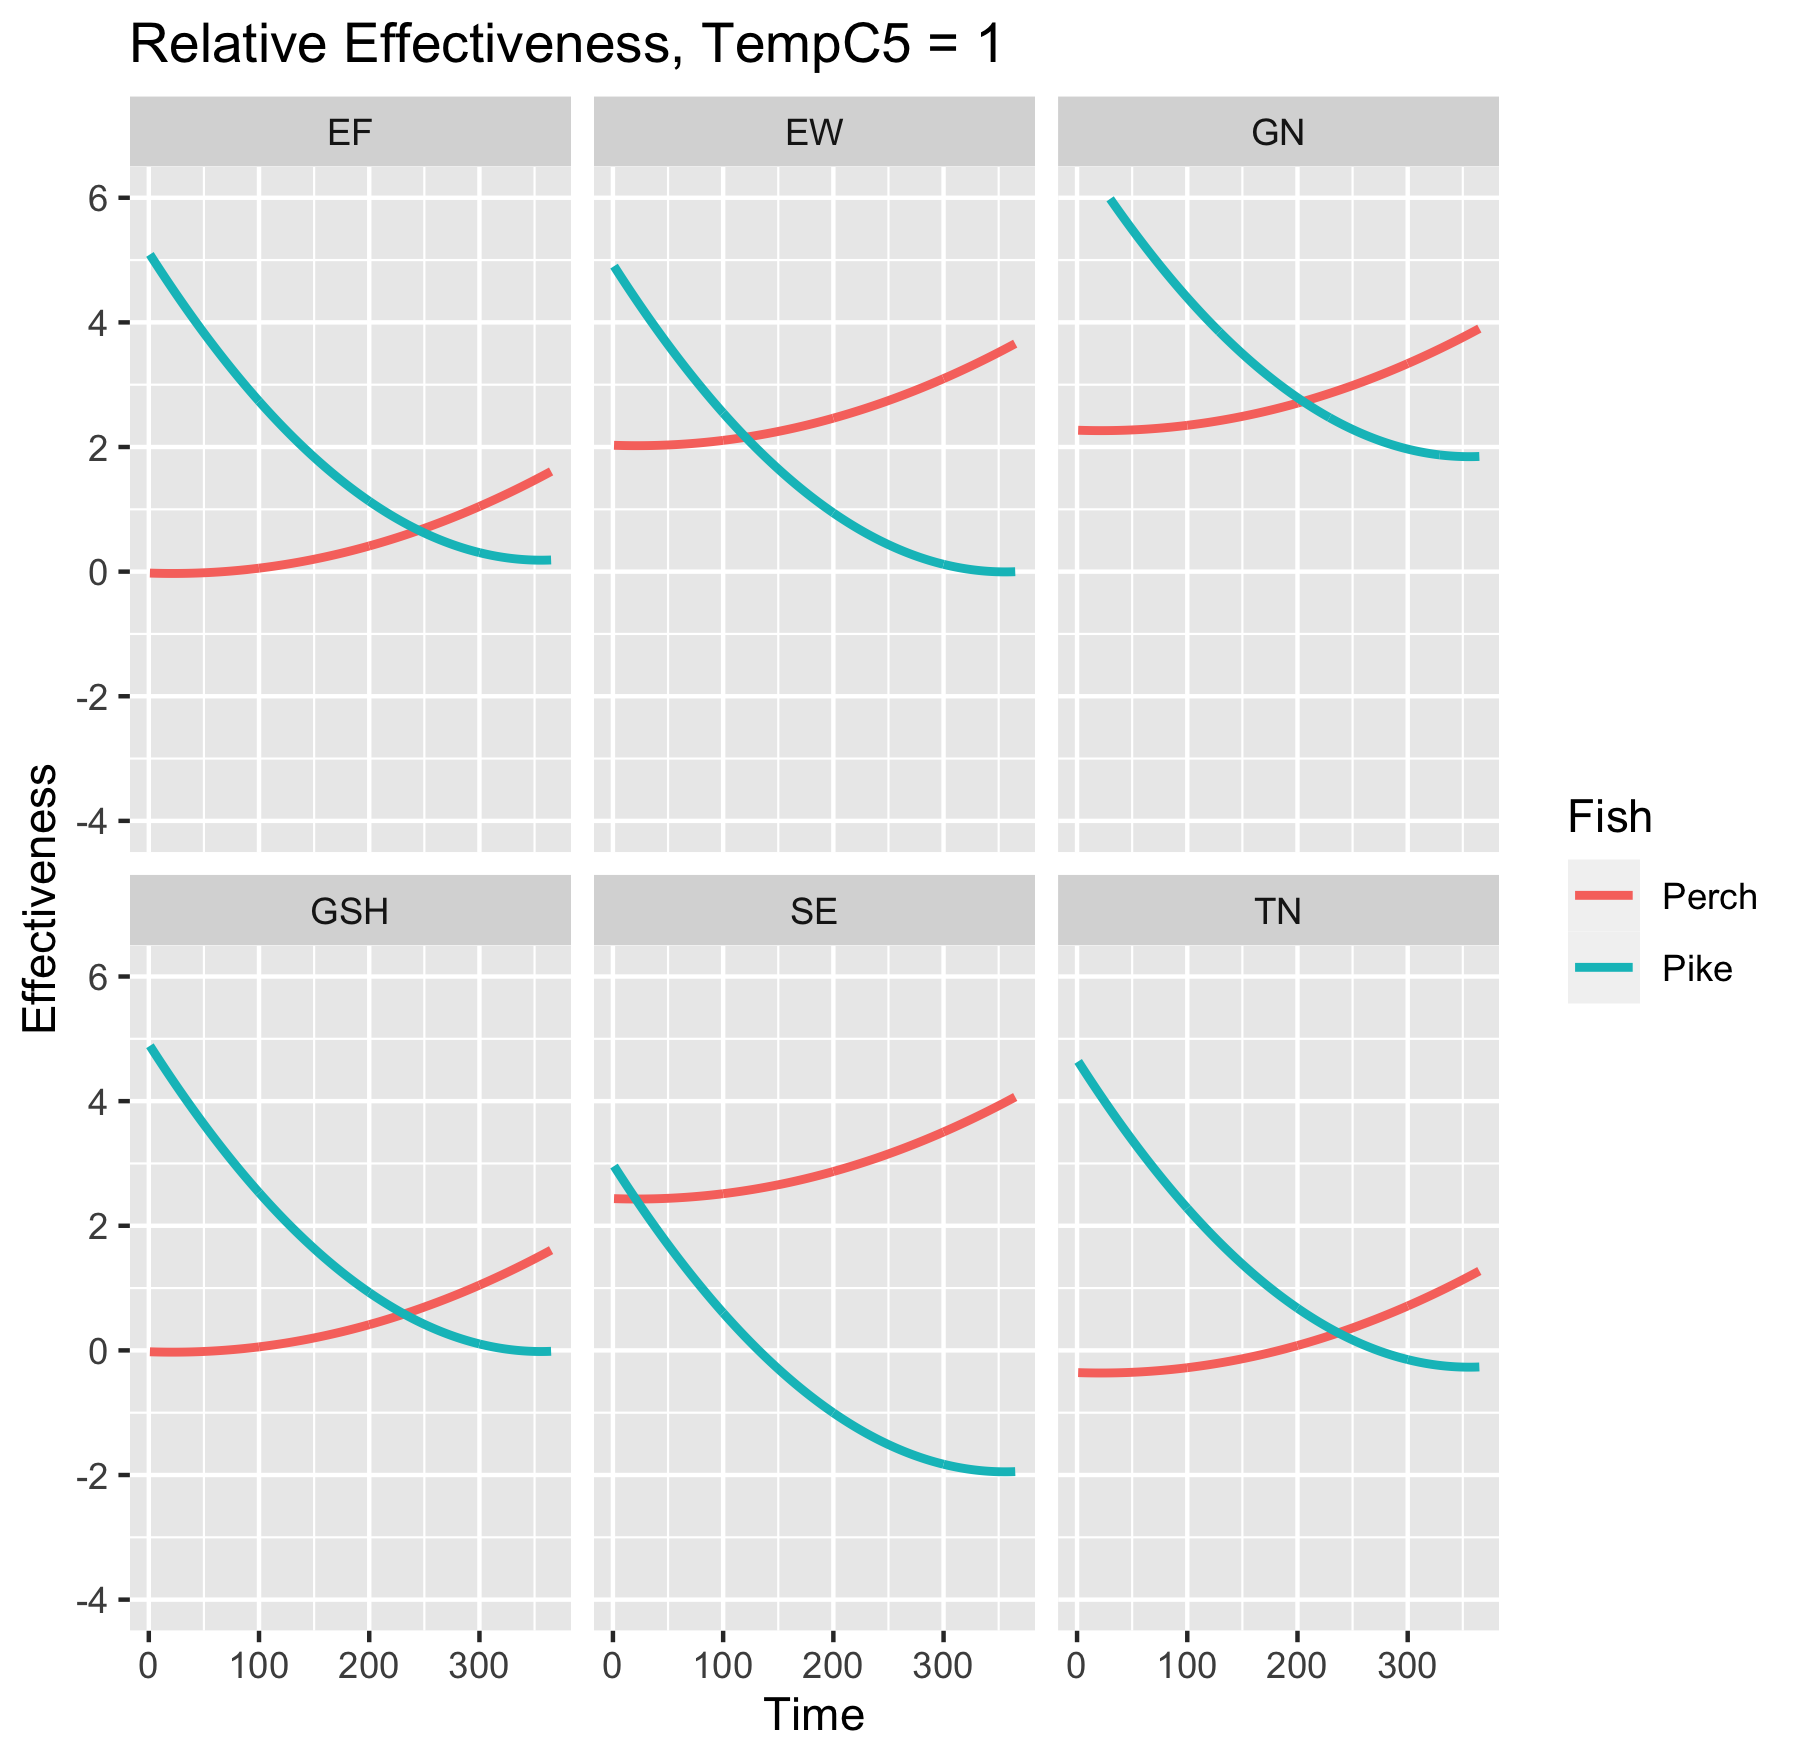 Relative Effectiveness, TempC5 = 1
EF
EW
GN
6
4
2
0
-2
-4
GSH
SE
TN
6
4
2
0
-2
-4
0 100 200 300
0 100 200 300
0 100 200 300
Time
Effectiveness
Fish
Perch
Pike